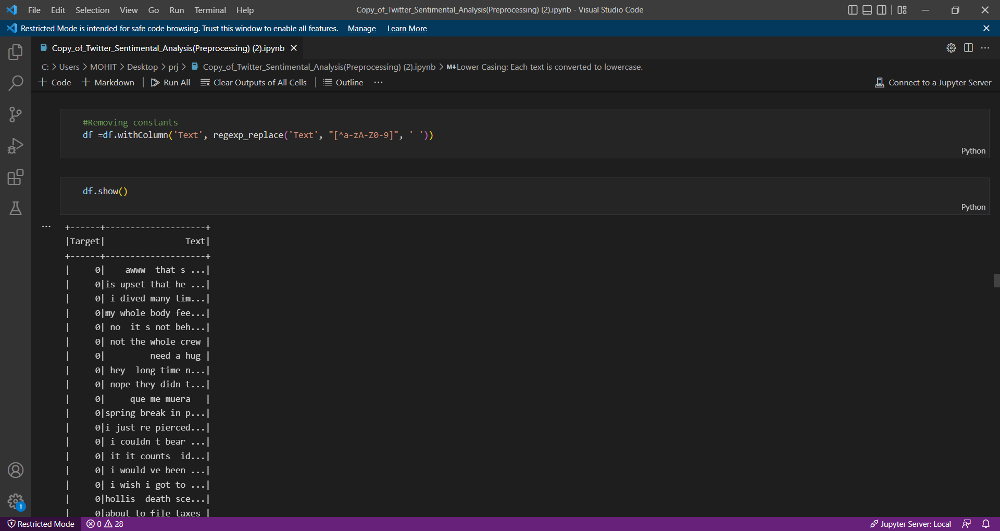 File Edit Selection View Go Run Terminal Help
Copy_of_Twitter_Sentimental_Analysis(Preprocessing) (2).ipynb - Visual Studio Code
Restricted Mode is intended for safe code browsing. Trust this window to enable all features. Manage Learn More
Copy_of_Twitter_Sentimental_Analysis(Preprocessing) (2).ipynb
C: > Users > MOHIT > Desktop > prj > Copy_of_Twitter_Sentimental_Analysis(Preprocessing) (2).ipynb > M↓Lower Casing: Each text is converted to lowercase.
+ Code + Markdown | Run All Clear Outputs of All Cells | Outline ... Connect to a Jupyter Server
#Removing constants
df =df.withColumn('Text', regexp_replace('Text', "[^a-zA-Z0-9]", ' '))
Python
df.show()
Python
...
+------+--------------------+
|Target|                Text|
+------+--------------------+
|     0|    awww  that s ...|
|     0|is upset that he ...|
|     0| i dived many tim...|
|     0|my whole body fee...|
|     0| no  it s not beh...|
|     0| not the whole crew |
|     0|         need a hug |
|     0| hey  long time n...|
|     0| nope they didn t...|
|     0|     que me muera   |
|     0|spring break in p...|
|     0|i just re pierced...|
|     0| i couldn t bear ...|
|     0| it it counts  id...|
|     0| i would ve been ...|
|     0| i wish i got to ...|
|     0|hollis  death sce...|
|     0|about to file taxes |
1
Restricted Mode 0 28 Jupyter Server: Local